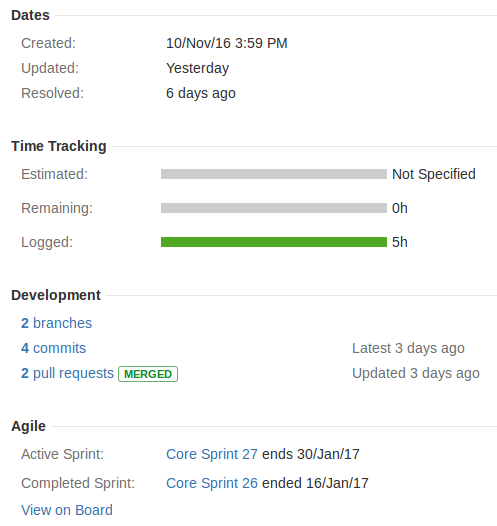 Dates
Created: 10/Nov/16 3:59 PM
Updated: Yesterday
Resolved: 6 days ago
Time Tracking
Estimated: Not Specified
Remaining: 0h
Logged: 5h
Development
2 branches
4 commits Latest 3 days ago
2 pull requests MERGED Updated 3 days ago
Agile
Active Sprint: Core Sprint 27 ends 30/Jan/17
Completed Sprint: Core Sprint 26 ended 16/Jan/17
View on Board